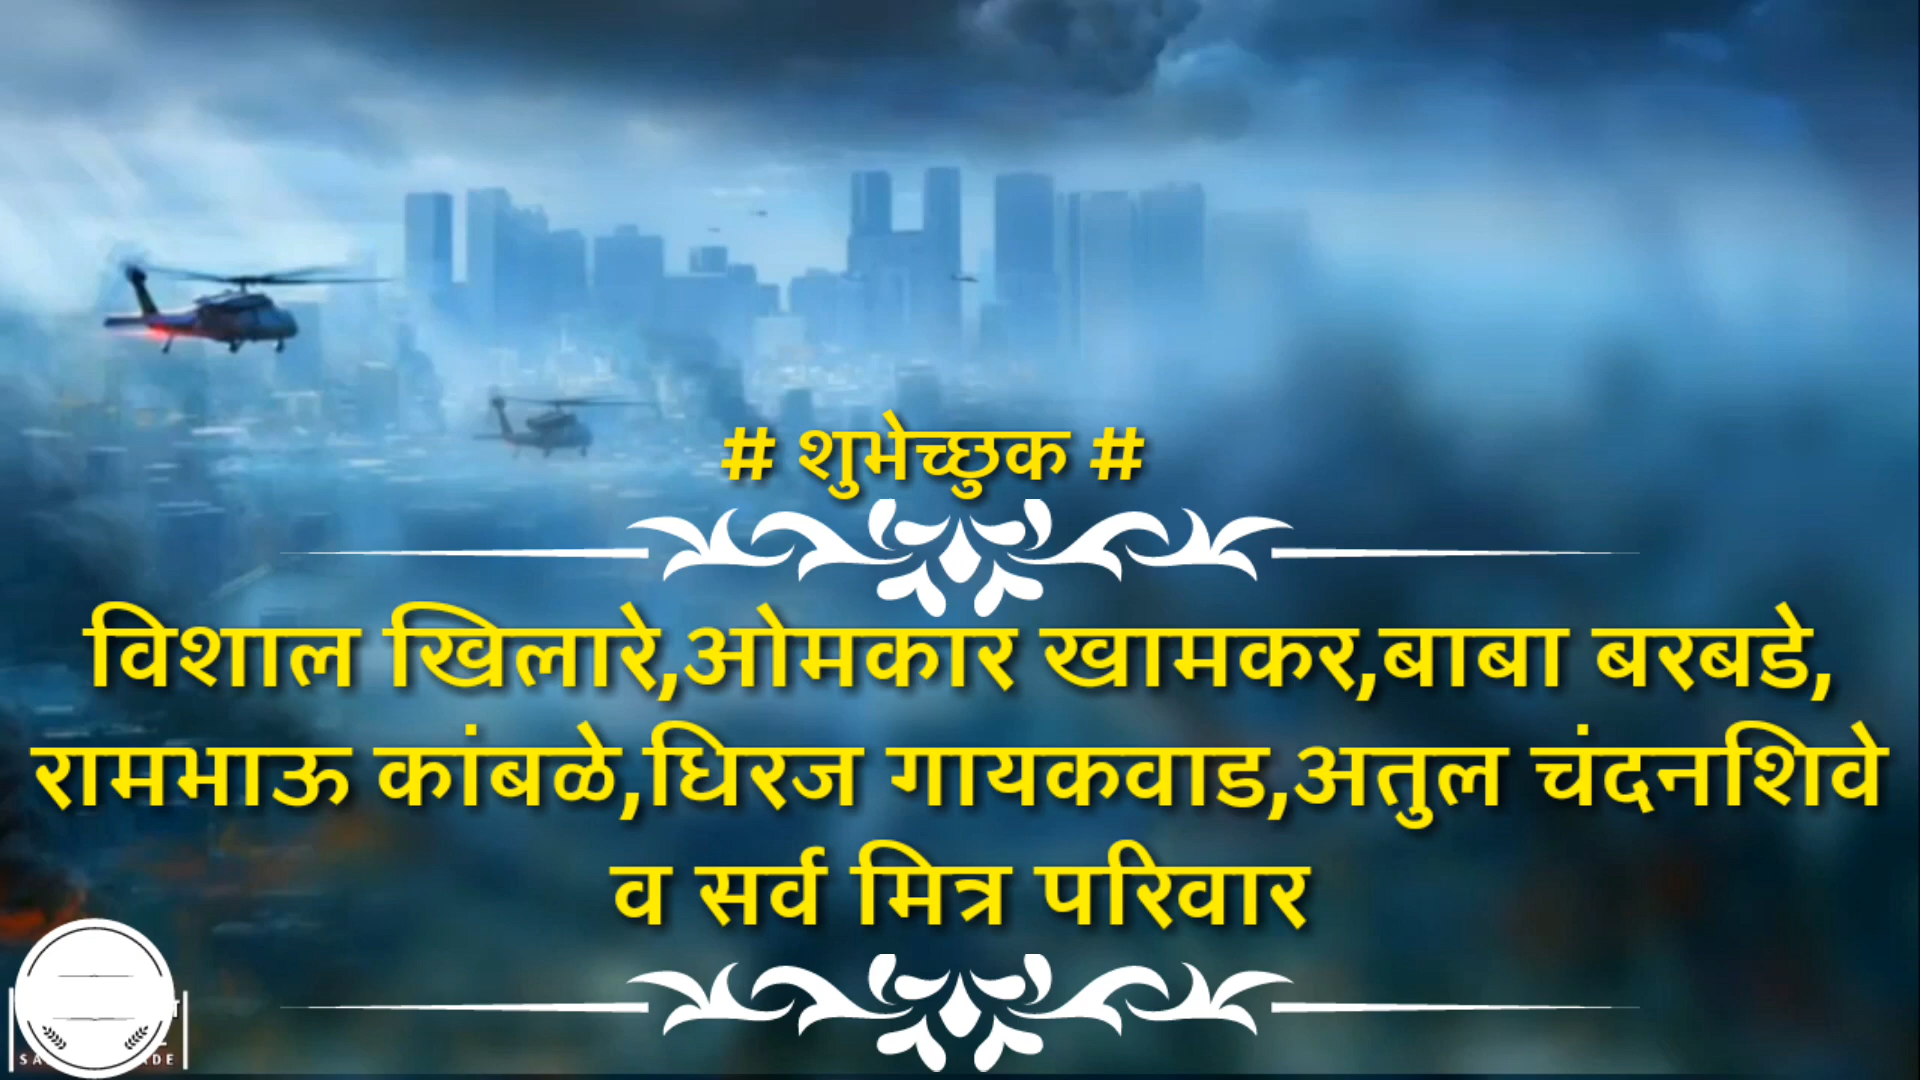 # शुभेच्छुक #
विशाल खिलारे,ओमकार खामकर,बाबा बरबडे,
रामभाऊ कांबळे,धिरज गायकवाड,अतुल चंदनशिवे
व सर्व मित्र परिवार